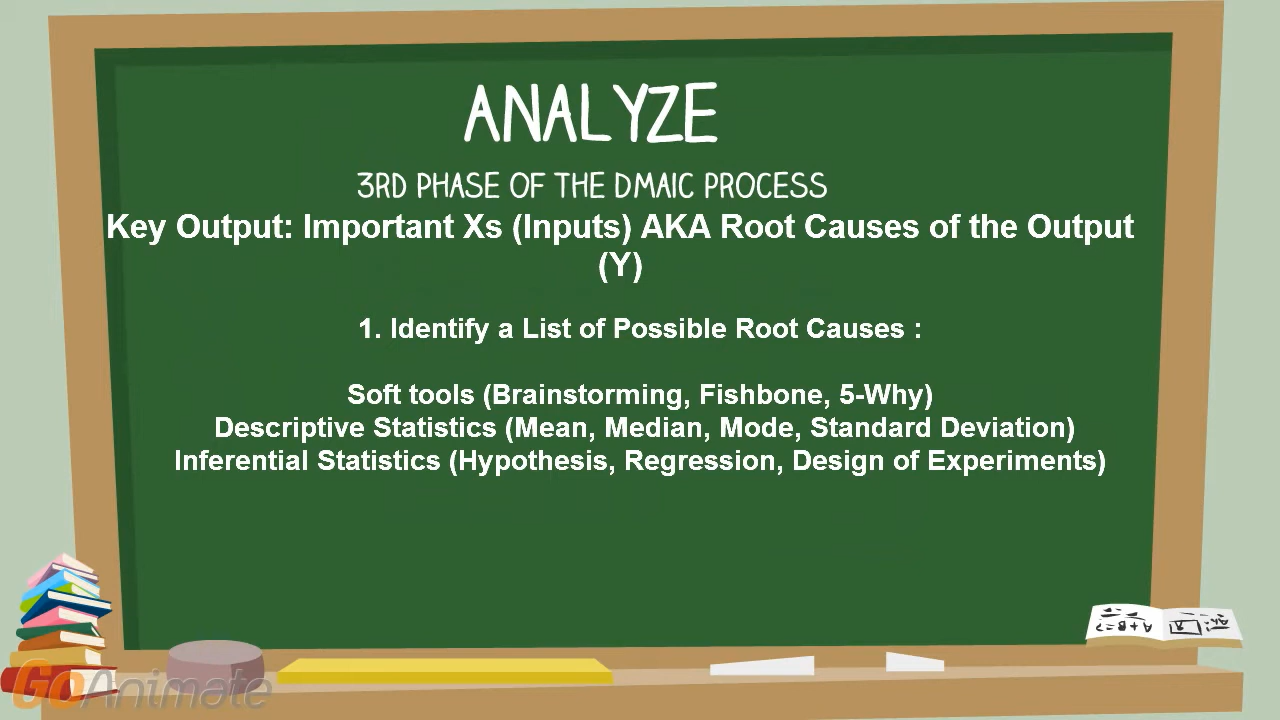 ANALYZE
3RD PHASE OF THE DMAIC PROCESS
Key Output: Important Xs (Inputs) AKA Root Causes of the Output
(Y)
1. Identify a List of Possible Root Causes :
Soft tools (Brainstorming, Fishbone, 5-Why)
Descriptive Statistics (Mean, Median, Mode, Standard Deviation)
Inferential Statistics (Hypothesis, Regression, Design of Experiments)
A+B=?
GoAnimate